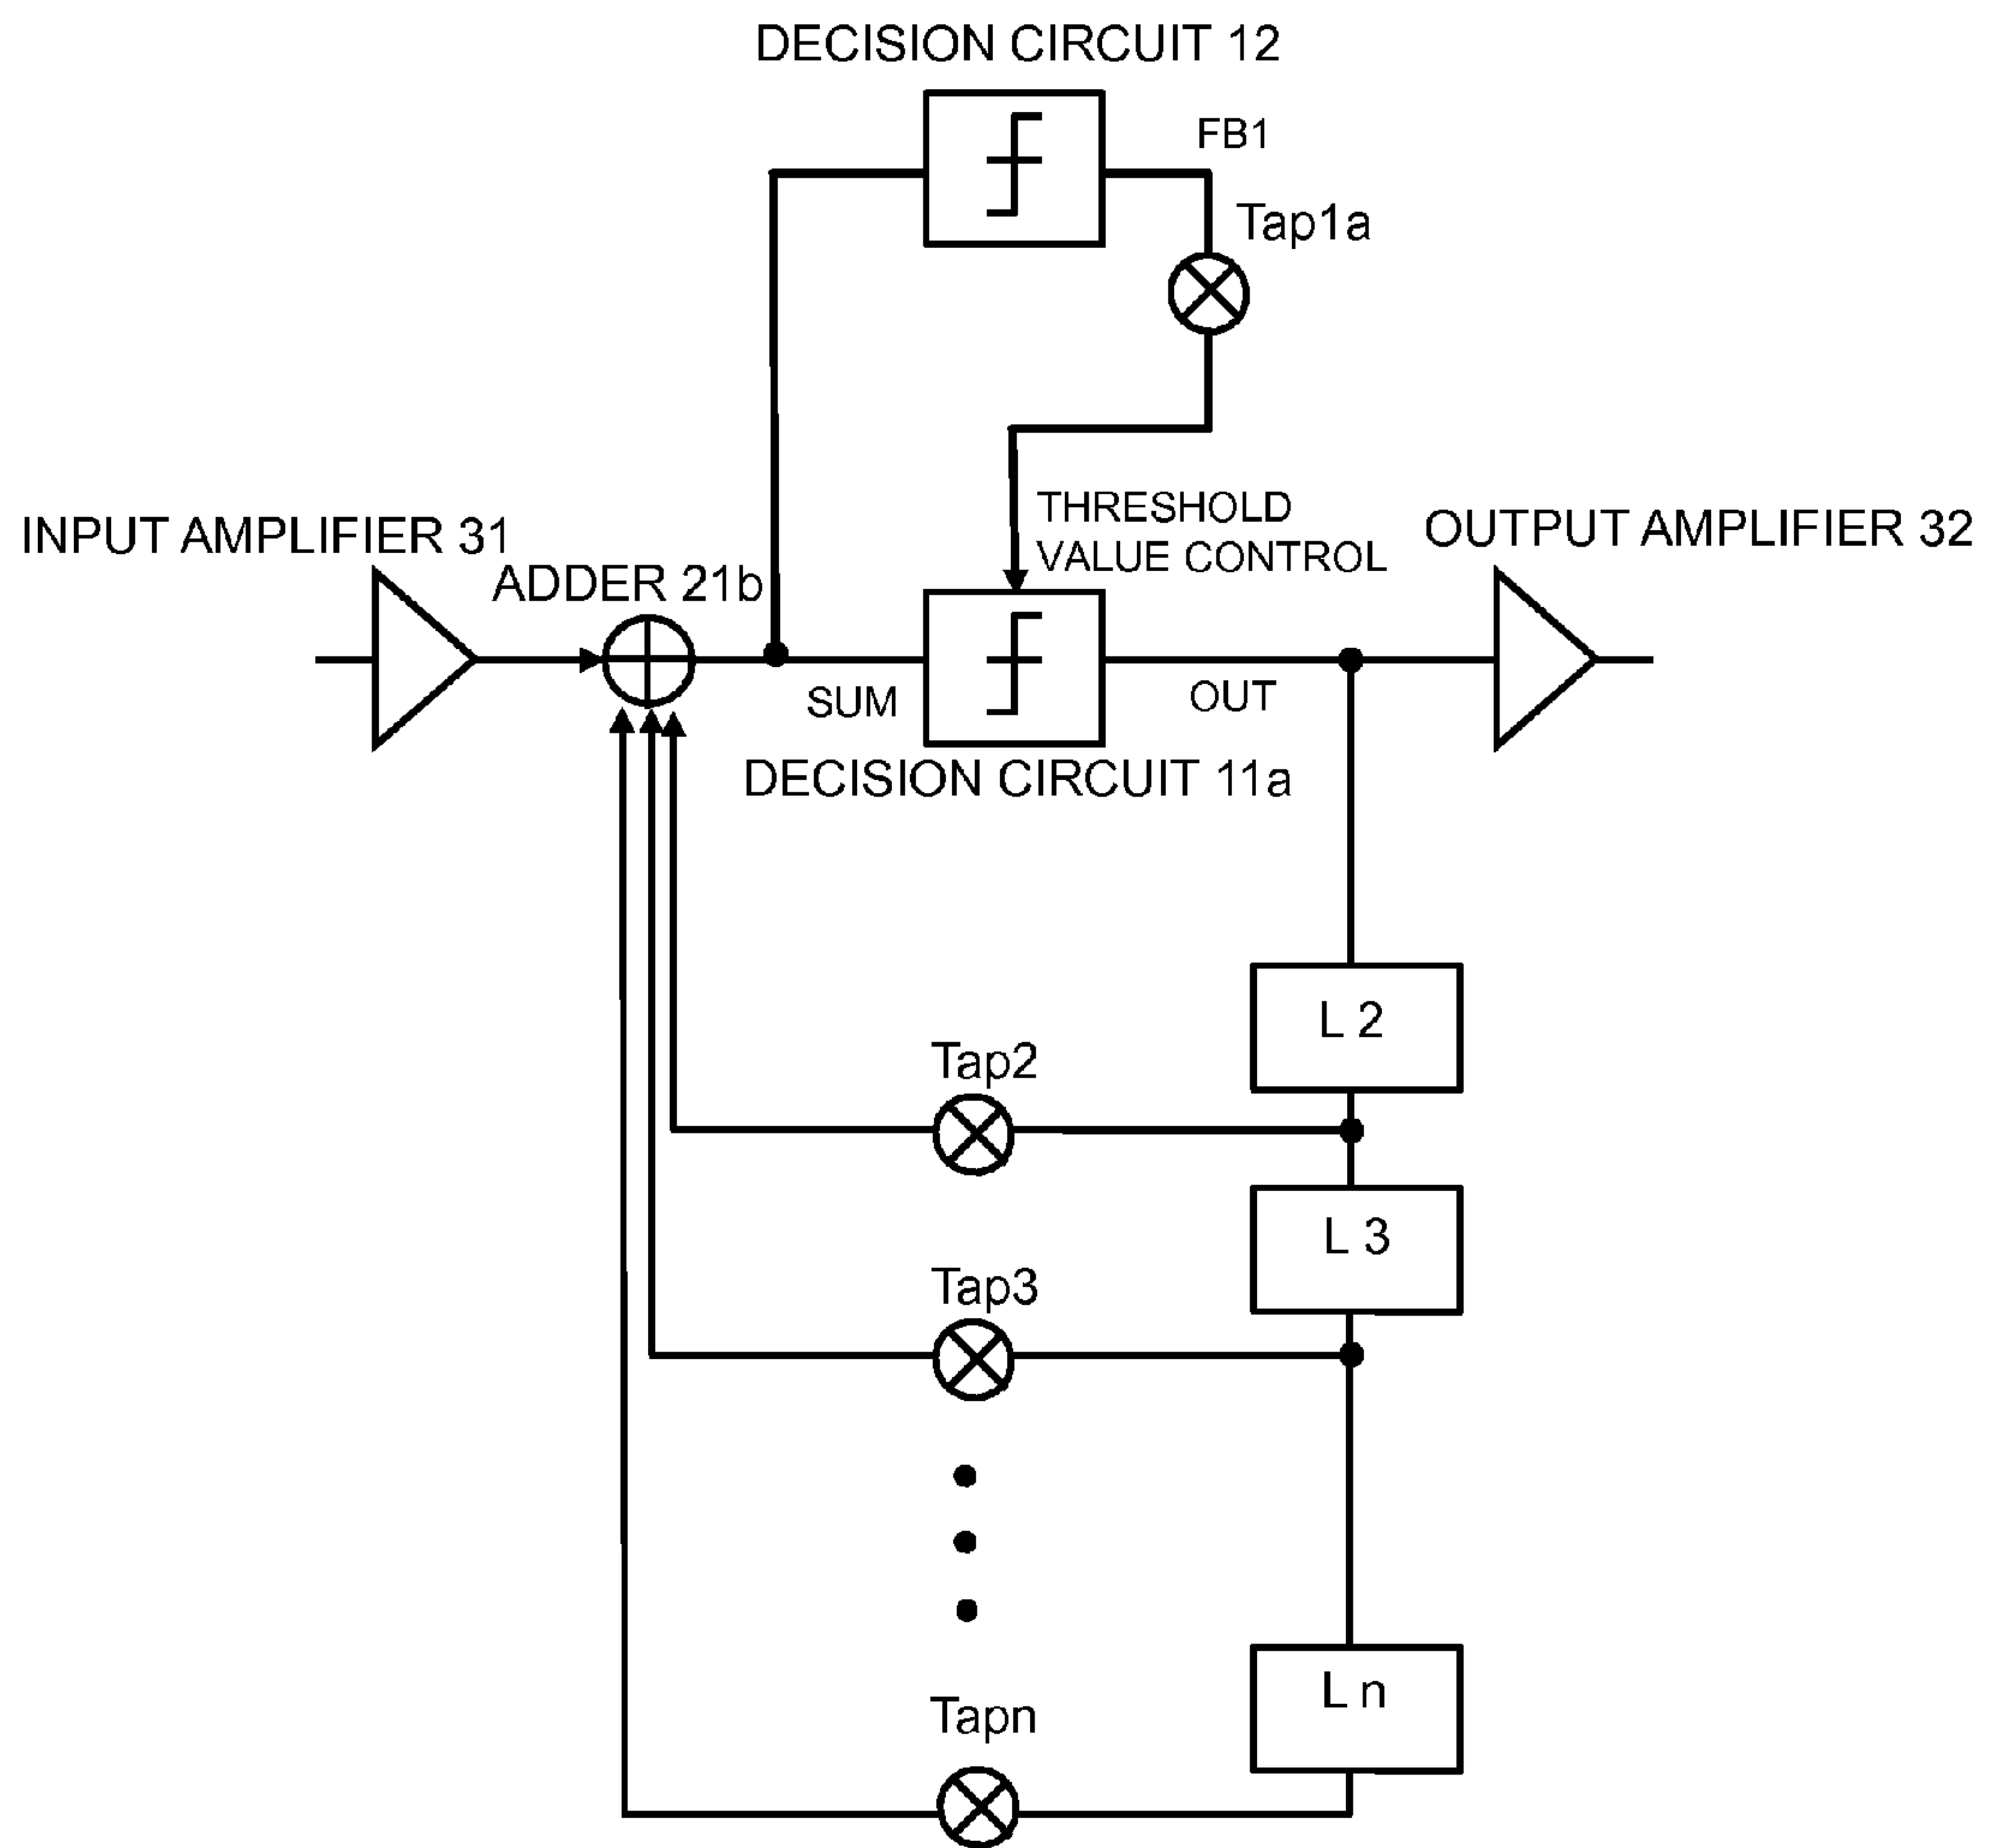 DECISION CIRCUIT 12
FB1
Tap1a
THRESHOLD
VALUE CONTROL
INPUT AMPLIFIER 31
OUTPUT AMPLIFIER 32
ADDER 21b
SUM
OUT
DECISION CIRCUIT 11a
L 2
Tap2
L 3
Tap3
L n
Tapn